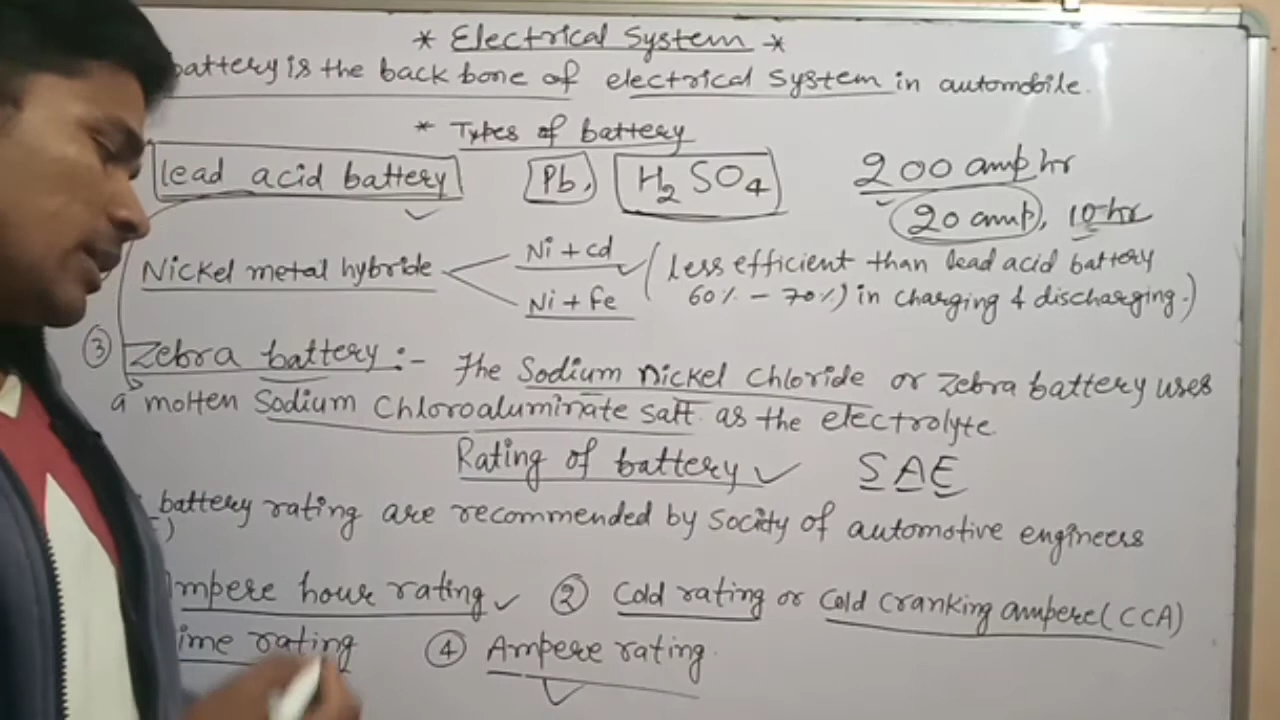 * Electrical System *
battery is the back bone of electrical system in automobile.
* Types of battery
lead acid battery Pb, H2SO4 200 amp hr
20 amp, 10 hr
Nickel metal hybride Ni + cd (less efficient than lead acid battery
Ni + Fe 60% - 70%) in charging & discharging.)
③ Zebra battery :- The Sodium nickel chloride or zebra battery uses
a molten Sodium Chloroaluminate salt as the electrolyte.
Rating of battery SAE
battery rating are recommended by Socity of automotive engineers
mpere hour rating ② Cold rating or Cold Cranking ampere (CCA)
ime rating ④ Ampere rating.